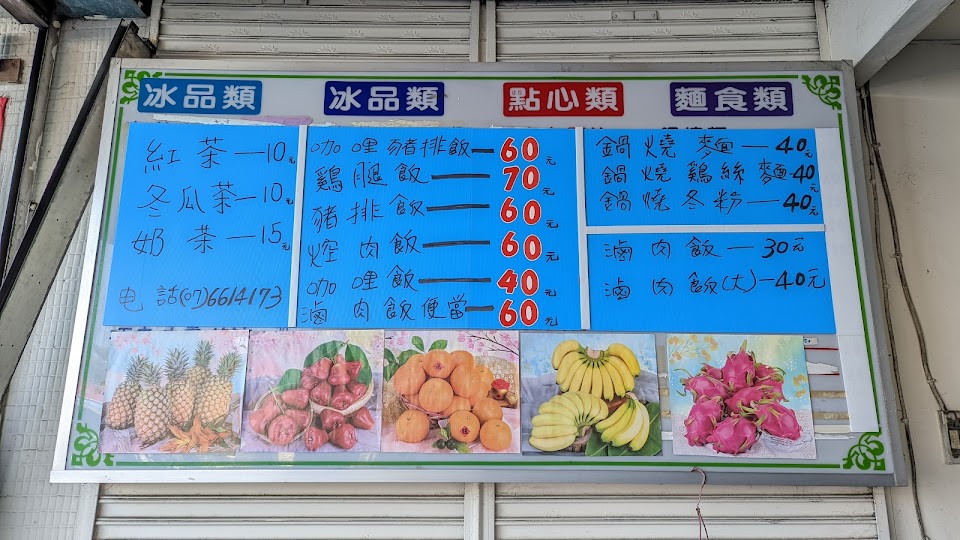 冰品類
冰品類
點心類
麵食類
紅茶—10元
冬瓜茶—10元
奶茶—15元
电話(07)6614173
咖哩豬排飯—60元
鷄腿飯—70元
豬排飯—60元
焢肉飯—60元
咖哩飯—40元
滷肉飯便當—60元
鍋燒麵—40元
鍋燒鷄絲麵—40元
鍋燒冬粉—40元
滷肉飯—30元
滷肉飯(大)—40元